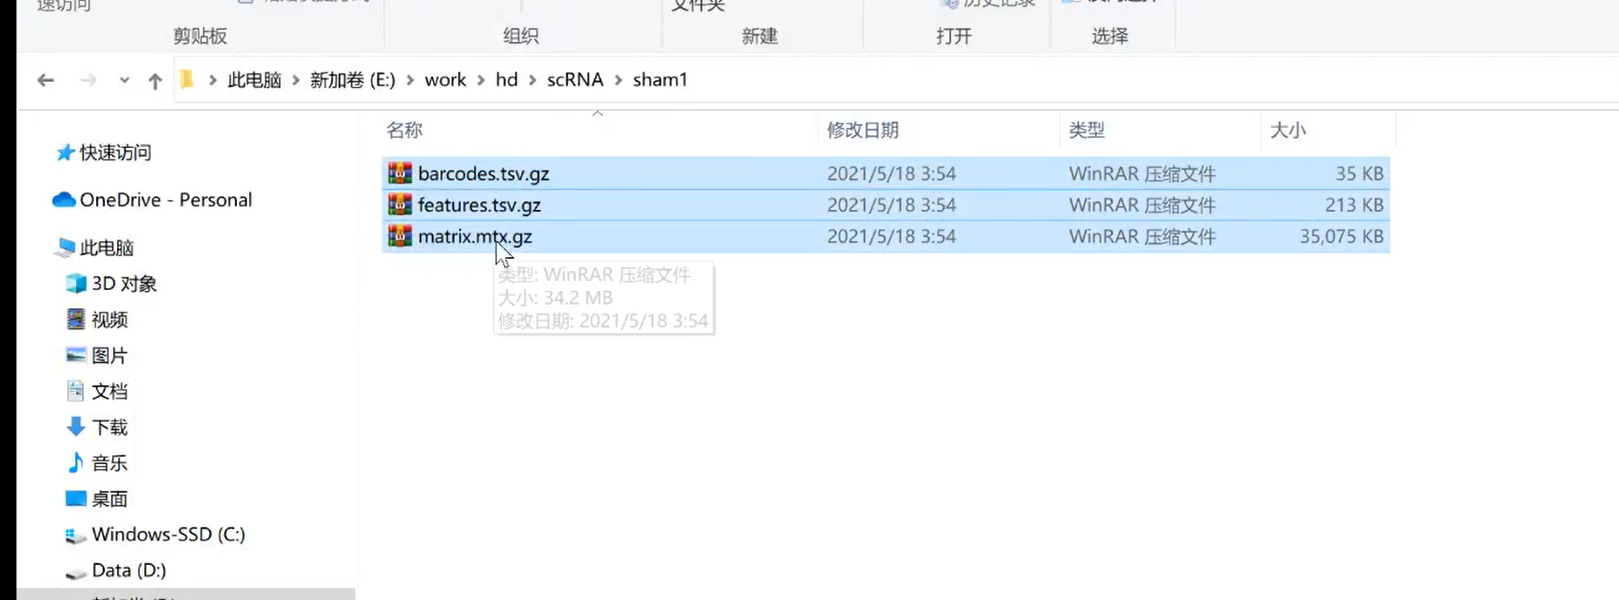 速访问
文件夹
历史记录
剪贴板 组织 新建 打开 选择
此电脑 > 新加卷 (E:) > work > hd > scRNA > sham1
名称 修改日期 类型 大小
快速访问
OneDrive - Personal
此电脑
3D 对象
视频
图片
文档
下载
音乐
桌面
Windows-SSD (C:)
Data (D:)
barcodes.tsv.gz 2021/5/18 3:54 WinRAR 压缩文件 35 KB
features.tsv.gz 2021/5/18 3:54 WinRAR 压缩文件 213 KB
matrix.mtx.gz 2021/5/18 3:54 WinRAR 压缩文件 35,075 KB
类型: WinRAR 压缩文件
大小: 34.2 MB
修改日期: 2021/5/18 3:54